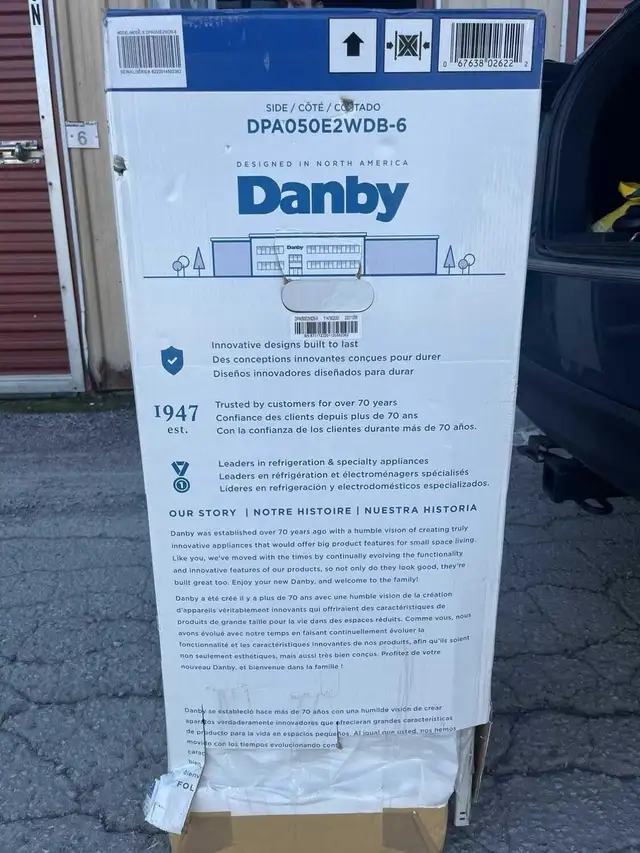 N
6
0 67638 02622 2
SIDE / CÔTÉ / COSTADO
DPA050E2WDB-6
DESIGNED IN NORTH AMERICA
Danby
Danby
Innovative designs built to last
Des conceptions innovantes conçues pour durer
Diseños innovadores diseñados para durar
1947
est.
Trusted by customers for over 70 years
Confiance des clients depuis plus de 70 ans
Con la confianza de los clientes durante más de 70 años.
1
Leaders in refrigeration & specialty appliances
Leaders en réfrigération et électroménagers spécialisés
Líderes en refrigeración y electrodomésticos especializados.
OUR STORY | NOTRE HISTOIRE | NUESTRA HISTORIA
Danby was established over 70 years ago with a humble vision of creating truly
innovative appliances that would offer big product features for small space living.
Like you, we've moved with the times by continually evolving the functionality
and innovative features of our products, so not only do they look good, they're
built great too. Enjoy your new Danby, and welcome to the family!
Danby a été créé il y a plus de 70 ans avec une humble vision de la création
d'appareils véritablement innovants qui offriraient des caractéristiques de
produits de grande taille pour la vie dans des espaces réduits. Comme vous, nous
avons évolué avec notre temps en faisant continuellement évoluer la
fonctionnalité et les caractéristiques innovantes de nos produits, afin qu'ils soient
non seulement esthétiques, mais aussi très bien conçus. Profitez de votre
nouveau Danby, et bienvenue dans la famille !
Danby se estableció hace más de 70 años con una humilde visión de crear
aparatos verdaderamente innovadores que ofrecieran grandes características
de producto para la vida en espacios pequeños. Al igual que usted, nos hemos
movido con los tiempos evolucionando cont
carac
bien
FOL